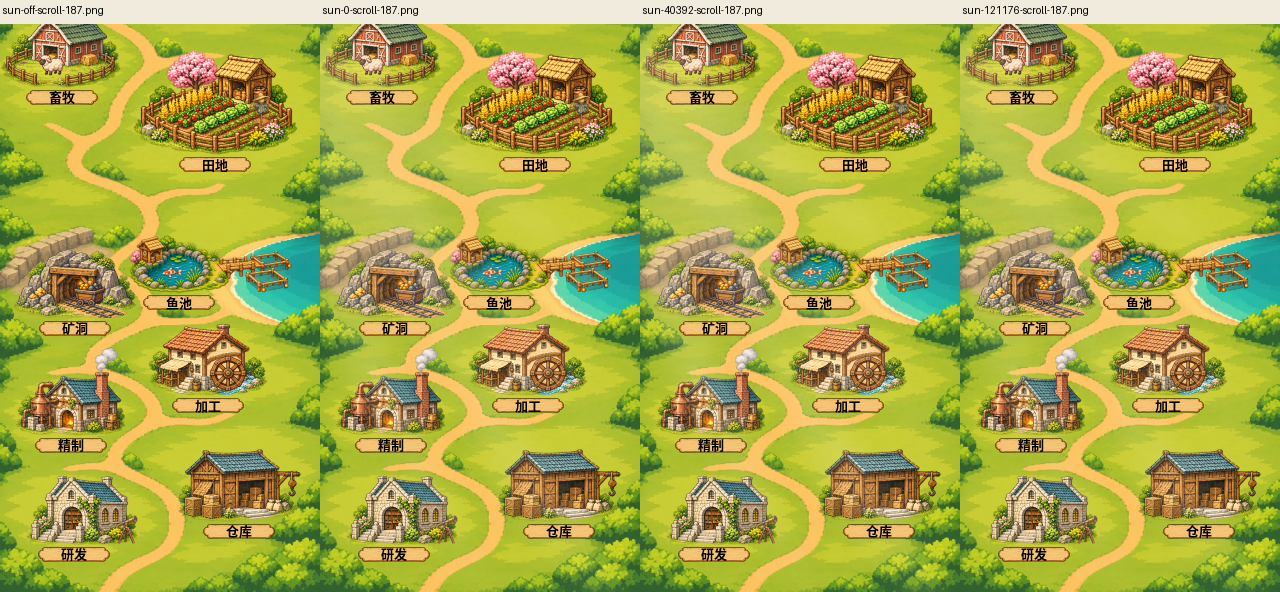 sun-off-scroll-187.png
sun-0-scroll-187.png
sun-40392-scroll-187.png
sun-121176-scroll-187.png
畜牧
田地
鱼池
矿洞
加工
精制
仓库
研发
畜牧
田地
鱼池
矿洞
加工
精制
仓库
研发
畜牧
田地
鱼池
矿洞
加工
精制
仓库
研发
畜牧
田地
鱼池
矿洞
加工
精制
仓库
研发